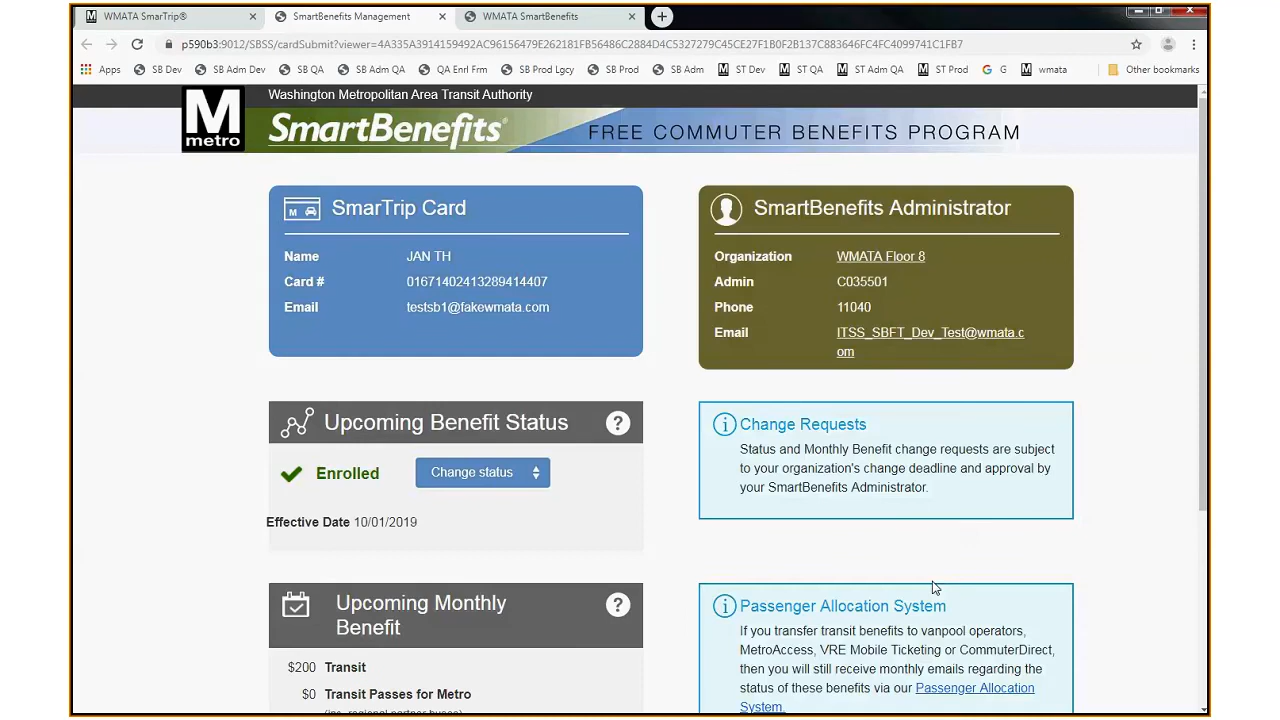 WMATA SmarTrip®
SmartBenefits Management
WMATA SmartBenefits
p590b3:9012/SBSS/cardSubmit?viewer=4A335A3914159492AC96156479E262181FB56486C2884D4C5327279C45CE27F1B0F2B137C883646FC4FC4099741C1FB7
Apps SB Dev SB Adm Dev SB QA SB Adm QA QA Enrl Frm SB Prod Lgcy SB Prod SB Adm ST Dev ST QA ST Adm QA ST Prod G wmata Other bookmarks
Washington Metropolitan Area Transit Authority
M metro
SmartBenefits®
FREE COMMUTER BENEFITS PROGRAM
M
SmarTrip Card
Name JAN TH
Card # 01671402413289414407
Email testsb1@fakewmata.com
SmartBenefits Administrator
Organization WMATA Floor 8
Admin C035501
Phone 11040
Email ITSS_SBFT_Dev_Test@wmata.c
om
Upcoming Benefit Status ?
Enrolled Change status
Effective Date 10/01/2019
i Change Requests
Status and Monthly Benefit change requests are subject
to your organization's change deadline and approval by
your SmartBenefits Administrator.
Upcoming Monthly
Benefit ?
$200 Transit
$0 Transit Passes for Metro
(inc. regional partner buses)
i Passenger Allocation System
If you transfer transit benefits to vanpool operators,
MetroAccess, VRE Mobile Ticketing or CommuterDirect,
then you will still receive monthly emails regarding the
status of these benefits via our Passenger Allocation
System.